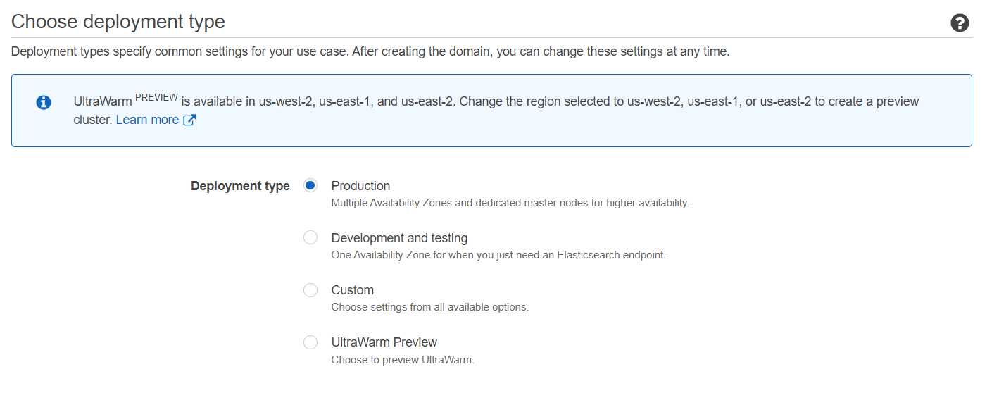 Choose deployment type
Deployment types specify common settings for your use case. After creating the domain, you can change these settings at any time.
UltraWarm PREVIEW is available in us-west-2, us-east-1, and us-east-2. Change the region selected to us-west-2, us-east-1, or us-east-2 to create a preview
cluster. Learn more
Deployment type
Production
Multiple Availability Zones and dedicated master nodes for higher availability.
Development and testing
One Availability Zone for when you just need an Elasticsearch endpoint.
Custom
Choose settings from all available options.
UltraWarm Preview
Choose to preview UltraWarm.